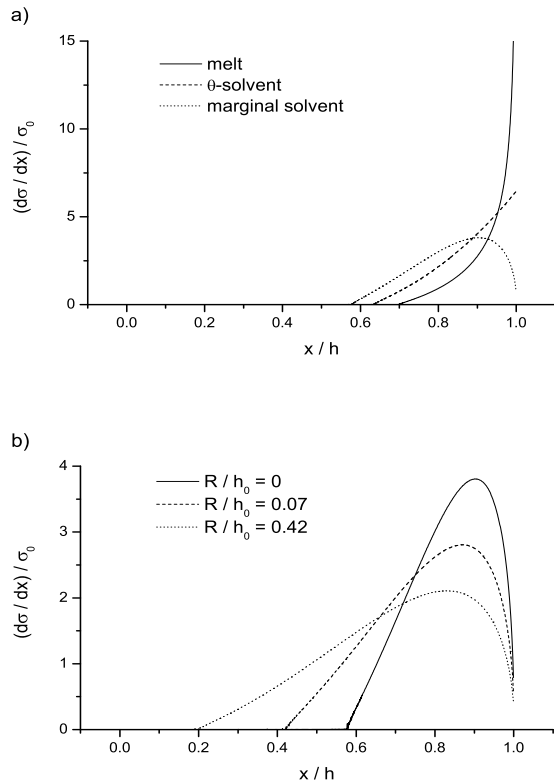 a)
15
10
5
0
(dσ / dx) / σ₀
melt
θ-solvent
marginal solvent
0.0 0.2 0.4 0.6 0.8 1.0
x / h
b)
4
3
2
1
0
(dσ / dx) / σ₀
R / h₀ = 0
R / h₀ = 0.07
R / h₀ = 0.42
0.0 0.2 0.4 0.6 0.8 1.0
x / h